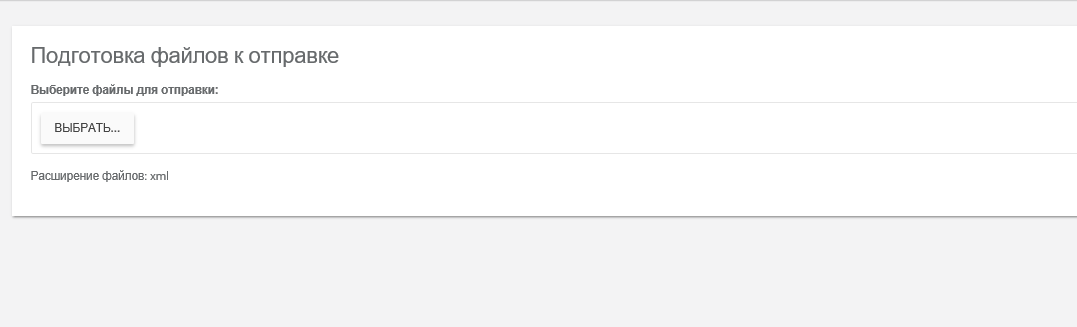 Подготовка файлов к отправке
Выберите файлы для отправки:
ВЫБРАТЬ...
Расширение файлов: xml